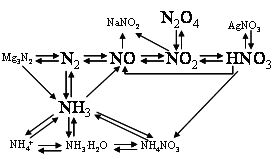 NaNO₂ N₂O₄ AgNO₃
Mg₃N₂ N₂ NO NO₂ HNO₃
NH₃
NH₄⁺ NH₃·H₂O NH₄NO₃